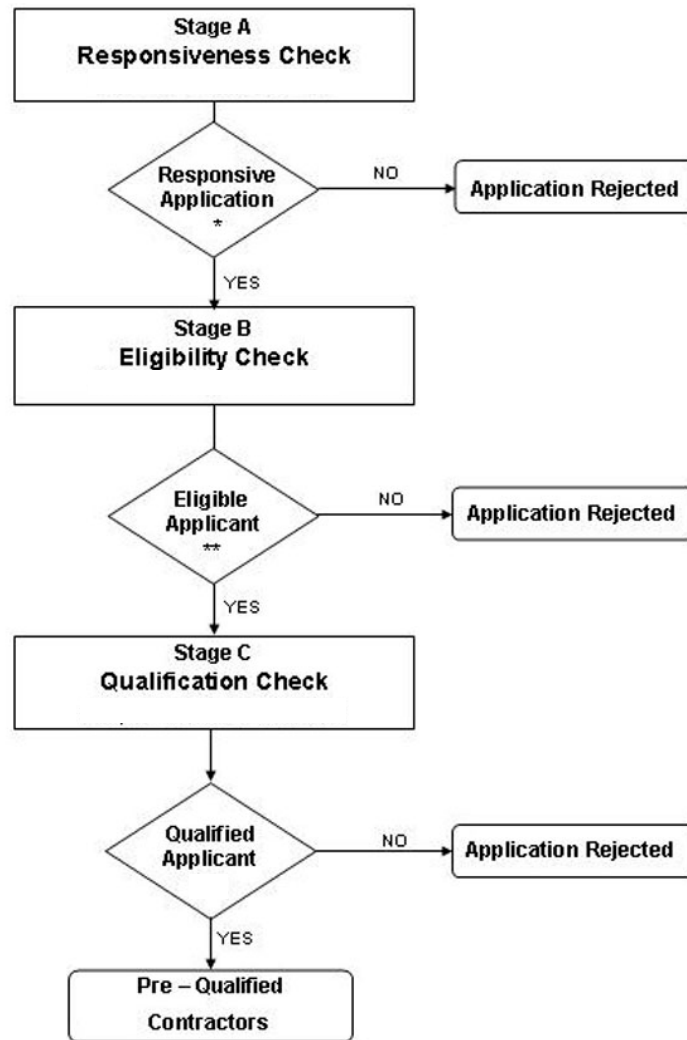 Stage A
Responsiveness Check
Responsive
Application
*
NO
Application Rejected
YES
Stage B
Eligibility Check
Eligible
Applicant
**
NO
Application Rejected
YES
Stage C
Qualification Check
Qualified
Applicant
NO
Application Rejected
YES
Pre – Qualified
Contractors